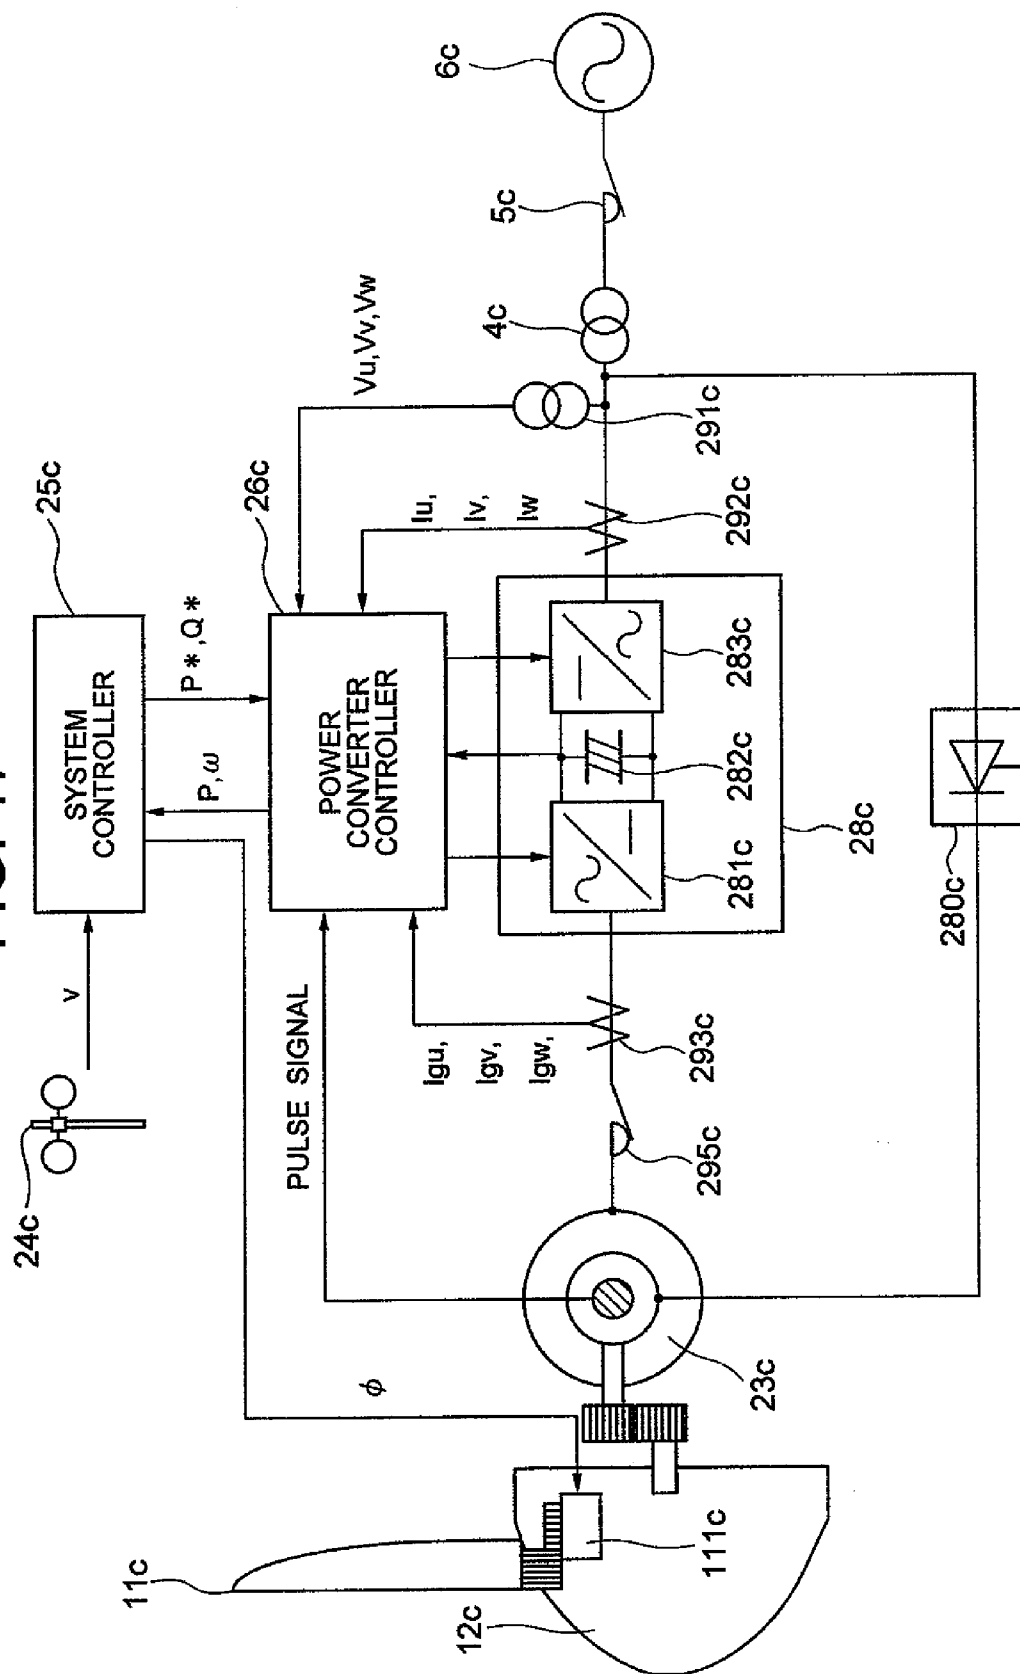 24c
v
SYSTEM
CONTROLLER
25c
P*,Q*
P,ω
ϕ
PULSE SIGNAL
POWER
CONVERTER
CONTROLLER
26c
Vu,Vv,Vw
Iu,
Iv,
Iw
Igu,
Igv,
Igw,
11c
12c
111c
23c
295c
293c
281c
282c
283c
28c
292c
291c
4c
5c
6c
280c